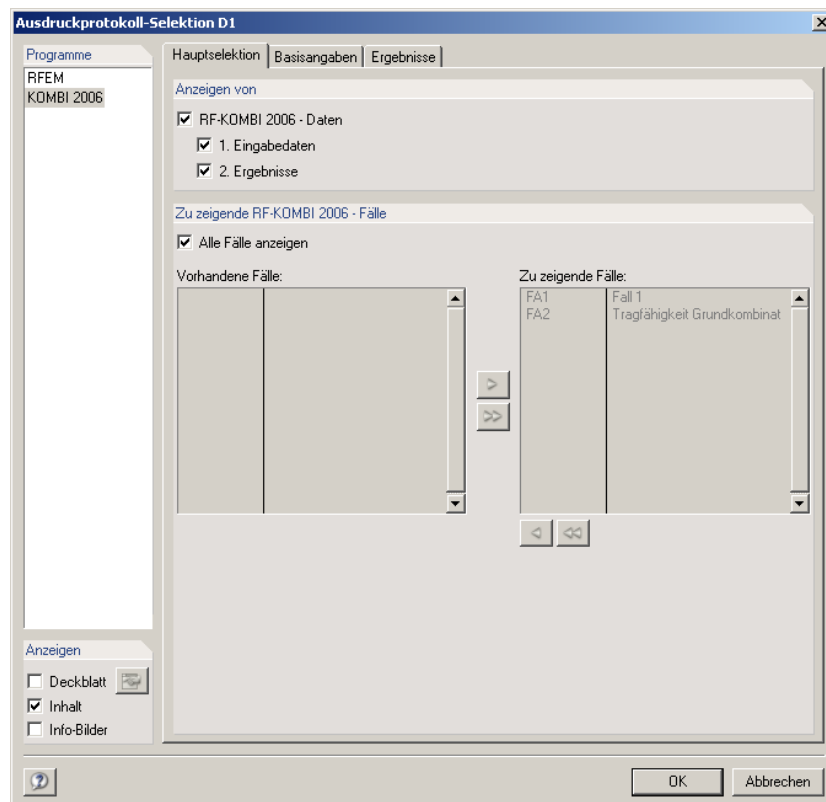 Ausdruckprotokoll-Selektion D1
Programme
RFEM
KOMBI 2006
Hauptselektion
Basisangaben
Ergebnisse
Anzeigen von
RF-KOMBI 2006 - Daten
1. Eingabedaten
2. Ergebnisse
Zu zeigende RF-KOMBI 2006 - Fälle
Alle Fälle anzeigen
Vorhandene Fälle:
Zu zeigende Fälle:
FA1 Fall 1
FA2 Tragfähigkeit Grundkombinat
Anzeigen
Deckblatt
Inhalt
Info-Bilder
OK
Abbrechen